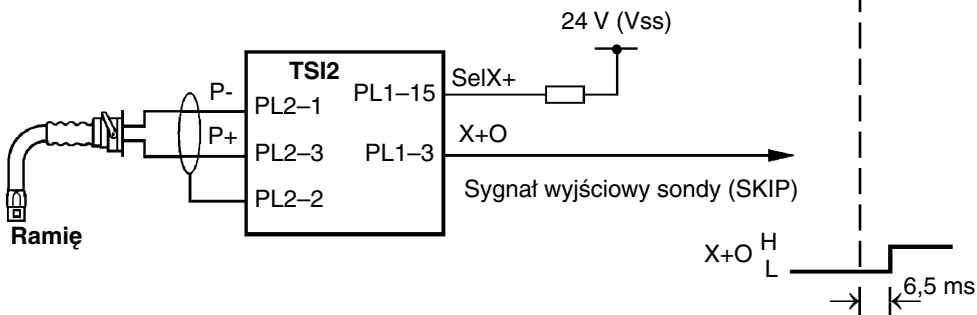 24 V (Vss)
TSI2
P-
PL2–1
PL1–15
SelX+
P+
PL2–3
PL1–3
X+O
PL2–2
Sygnał wyjściowy sondy (SKIP)
Ramię
X+O
H
L
6,5 ms